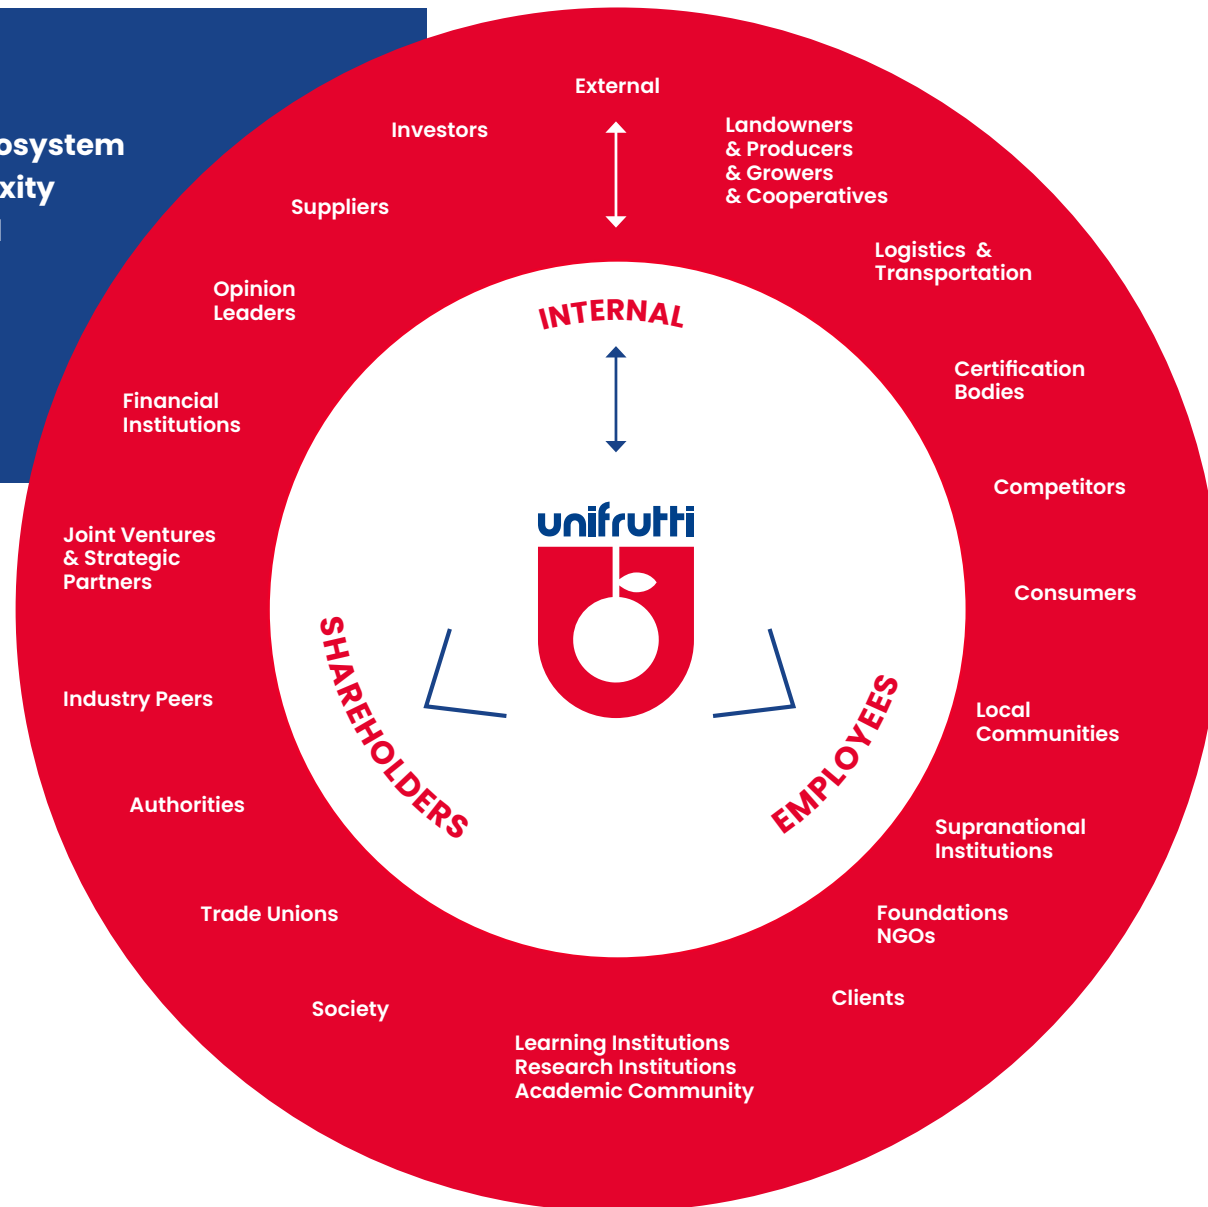 External
Investors
Landowners
& Producers
& Growers
& Cooperatives
Suppliers
Logistics &
Transportation
Opinion
Leaders
INTERNAL
Certification
Bodies
Financial
Institutions
Competitors
unifrutti
Joint Ventures
& Strategic
Partners
Consumers
SHAREHOLDERS
EMPLOYEES
Industry Peers
Local
Communities
Authorities
Supranational
Institutions
Trade Unions
Foundations
NGOs
Clients
Society
Learning Institutions
Research Institutions
Academic Community